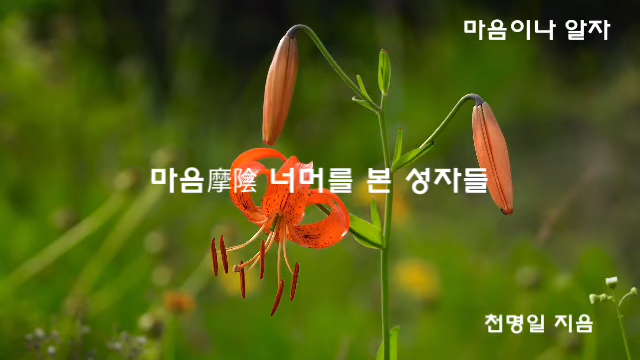 마음이나 알자
마음摩陰 너머를 본 성자들
천명일 지음